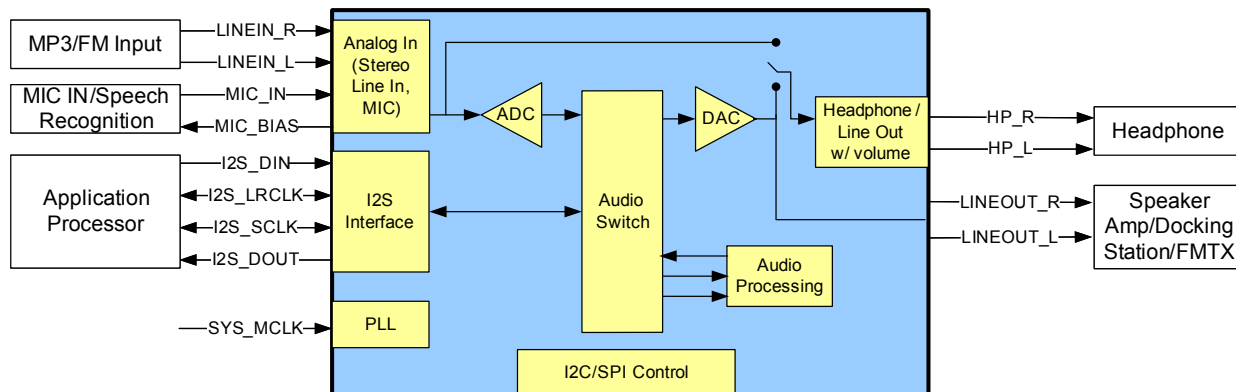 MP3/FM Input
LINEIN_R
LINEIN_L
MIC IN/Speech
Recognition
MIC_IN
MIC_BIAS
Application
Processor
I2S_DIN
I2S_LRCLK
I2S_SCLK
I2S_DOUT
SYS_MCLK
Analog In
(Stereo
Line In,
MIC)
I2S
Interface
PLL
ADC
Audio
Switch
DAC
Audio
Processing
I2C/SPI Control
Headphone /
Line Out
w/ volume
HP_R
HP_L
LINEOUT_R
LINEOUT_L
Headphone
Speaker
Amp/Docking
Station/FMTX